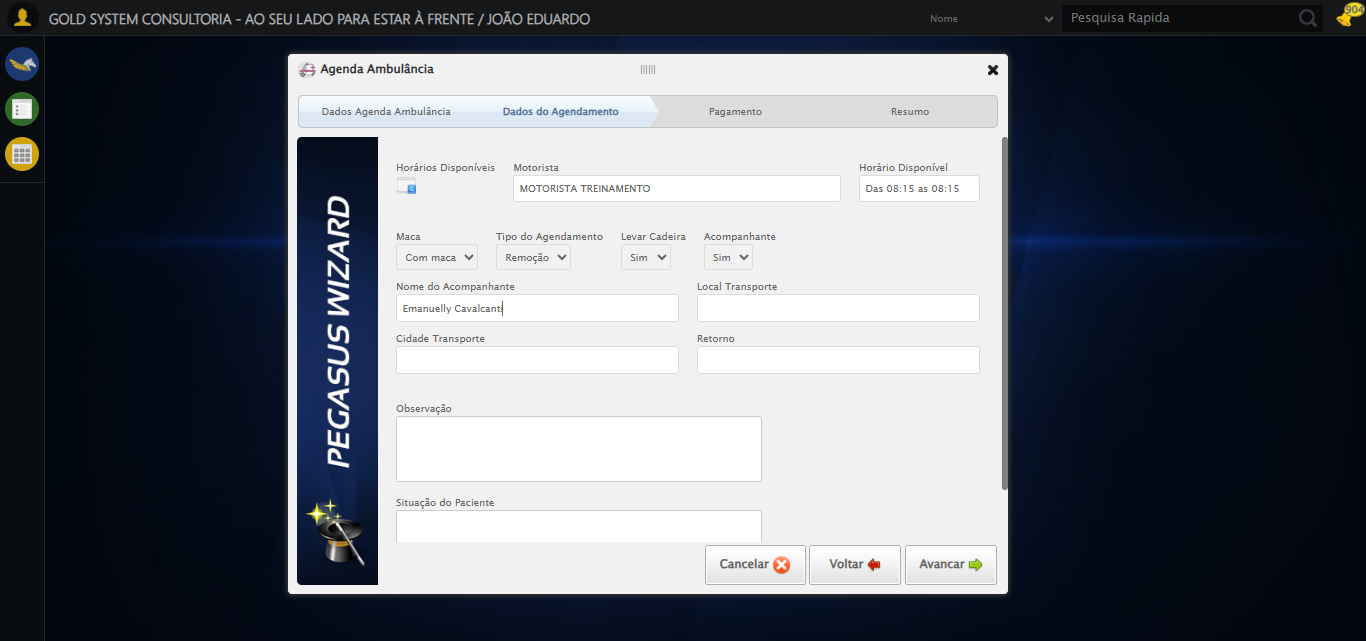 GOLD SYSTEM CONSULTORIA - AO SEU LADO PARA ESTAR À FRENTE / JOÃO EDUARDO
Nome
Pesquisa Rapida
904
Agenda Ambulância
Dados Agenda Ambulância
Dados do Agendamento
Pagamento
Resumo
PEGASUS WIZARD
Horários Disponíveis
Motorista
Horário Disponível
MOTORISTA TREINAMENTO
Das 08:15 as 08:15
Maca
Tipo do Agendamento
Levar Cadeira
Acompanhante
Com maca
Remoção
Sim
Sim
Nome do Acompanhante
Local Transporte
Emanuelly Cavalcanti
Cidade Transporte
Retorno
Observação
Situação do Paciente
Cancelar
Voltar
Avancar